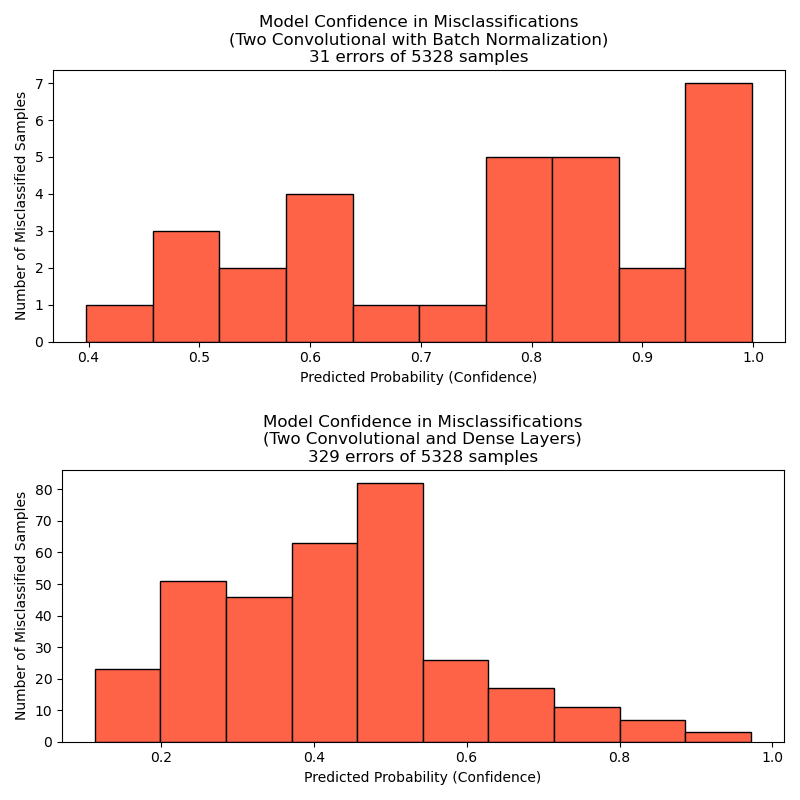 Model Confidence in Misclassifications
(Two Convolutional with Batch Normalization)
31 errors of 5328 samples
Number of Misclassified Samples
7
6
5
4
3
2
1
0
0.4 0.5 0.6 0.7 0.8 0.9 1.0
Predicted Probability (Confidence)
Model Confidence in Misclassifications
(Two Convolutional and Dense Layers)
329 errors of 5328 samples
Number of Misclassified Samples
80
70
60
50
40
30
20
10
0
0.2 0.4 0.6 0.8 1.0
Predicted Probability (Confidence)